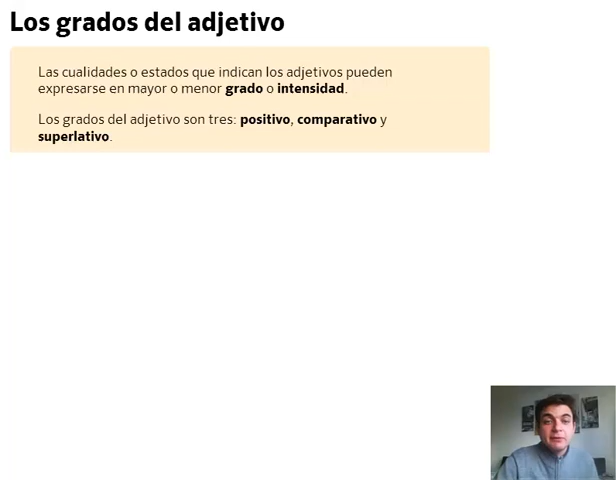 Los grados del adjetivo
Las cualidades o estados que indican los adjetivos pueden
expresarse en mayor o menor grado o intensidad.
Los grados del adjetivo son tres: positivo, comparativo y
superlativo.